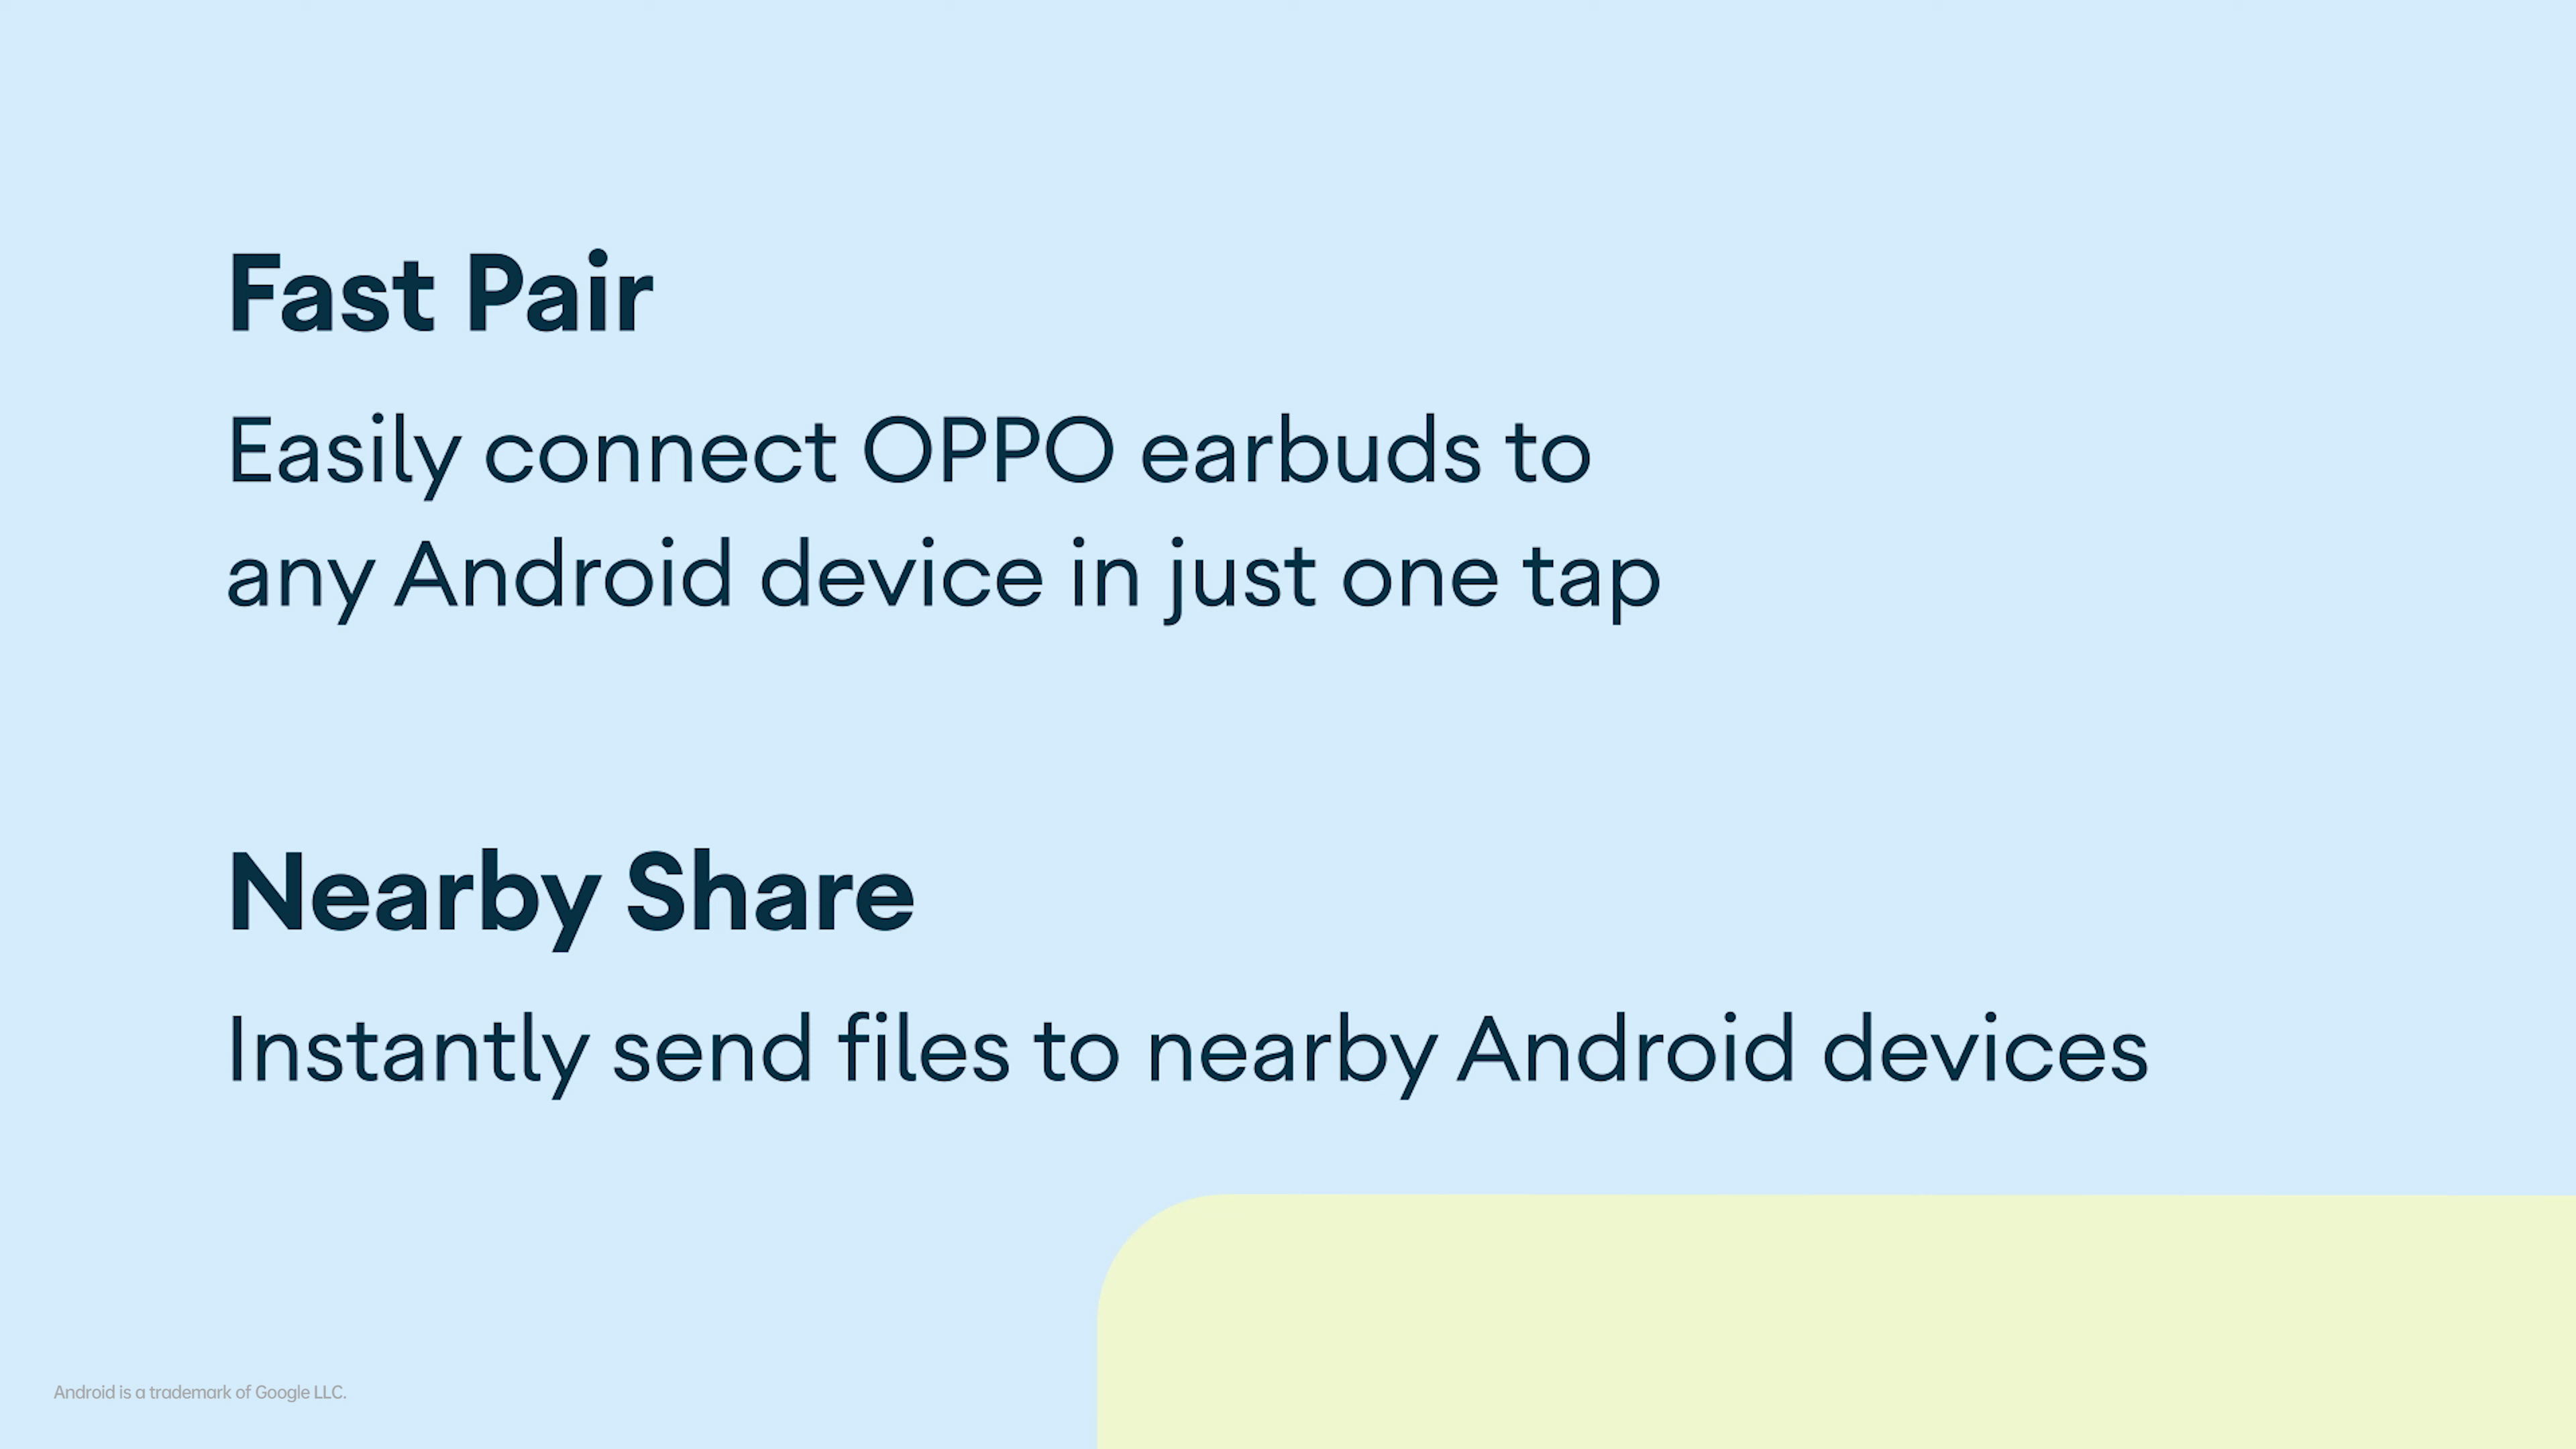 Fast Pair
Easily connect OPPO earbuds to
any Android device in just one tap
Nearby Share
Instantly send files to nearby Android devices
Android is a trademark of Google LLC.